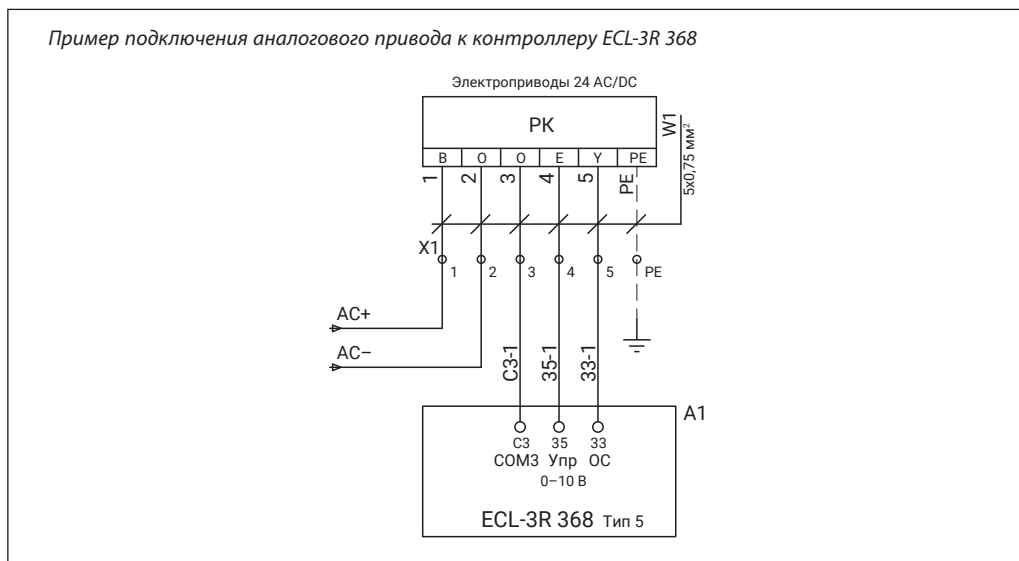 Пример подключения аналогового привода к контроллеру ECL-3R 368
Электроприводы 24 AC/DC
РК
W1
5x0,75 мм²
B O O E Y PE
1 2 3 4 5 PE
X1
1 2 3 4 5 PE
AC+
AC–
C3-1 35-1 33-1
A1
C3 35 33
COM3 Упр ОС
0–10 В
ECL-3R 368 Тип 5